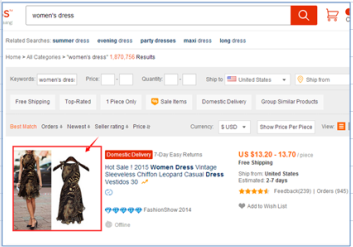 women's dress
Related Searches: summer dress evening dress party dresses maxi dress long dress
Home > All Categories > "women's dress" 1,870,756 Results
Keywords: women's dress Price: - Quantity: - Ship to United States Ship from
Free Shipping Top-Rated 1 Piece Only Sale Items Domestic Delivery Group Similar Products
Best Match Orders Newest Seller rating Price Currency: $ USD Show Price Per Piece View:
Domestic Delivery 7-Day Easy Returns
Hot Sale 1 2015 Women Dress Vintage
Sleeveless Chiffon Leopard Casual Dress
Vestidos 30
FashionShow 2014
Offline
US $13.20 - 13.70 / piece
Free Shipping
Ship from: United States
Estimated: 2-7 days
Feedback(239) | Orders (945)
Add to Wish List